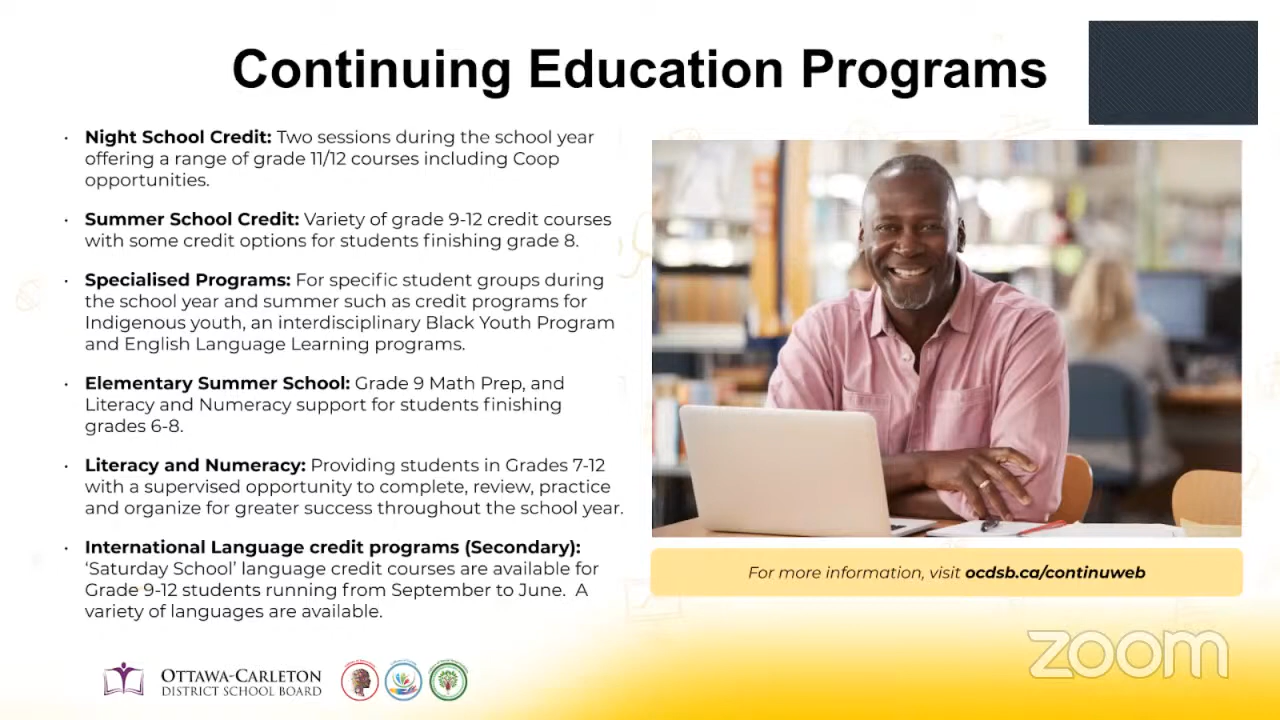 Continuing Education Programs
· Night School Credit: Two sessions during the school year
offering a range of grade 11/12 courses including Coop
opportunities.
· Summer School Credit: Variety of grade 9-12 credit courses
with some credit options for students finishing grade 8.
· Specialised Programs: For specific student groups during
the school year and summer such as credit programs for
Indigenous youth, an interdisciplinary Black Youth Program
and English Language Learning programs.
· Elementary Summer School: Grade 9 Math Prep, and
Literacy and Numeracy support for students finishing
grades 6-8.
· Literacy and Numeracy: Providing students in Grades 7-12
with a supervised opportunity to complete, review, practice
and organize for greater success throughout the school year.
· International Language credit programs (Secondary):
‘Saturday School’ language credit courses are available for
Grade 9-12 students running from September to June. A
variety of languages are available.
For more information, visit ocdsb.ca/continuweb
OTTAWA-CARLETON
DISTRICT SCHOOL BOARD
zoom